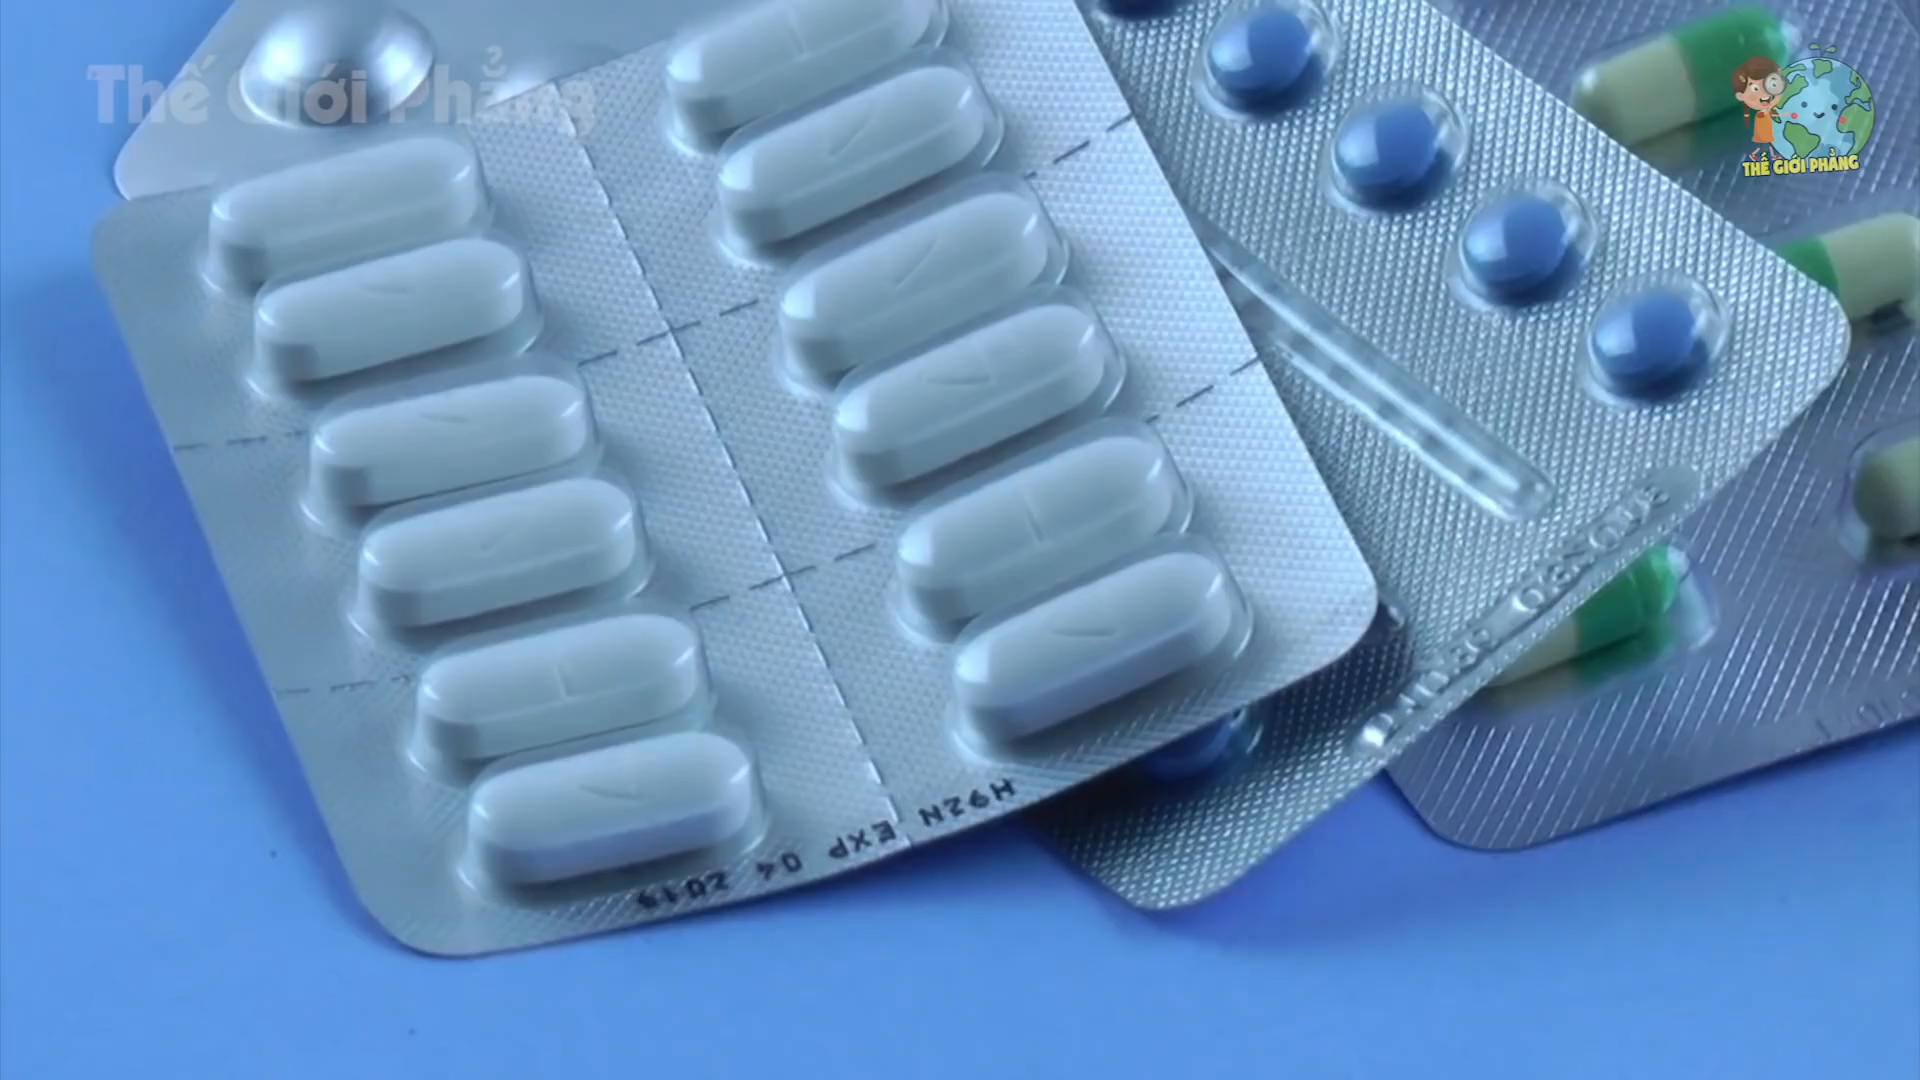 Thế Giới Phẳng
THẾ GIỚI PHẲNG
H92N EXP 04 2019